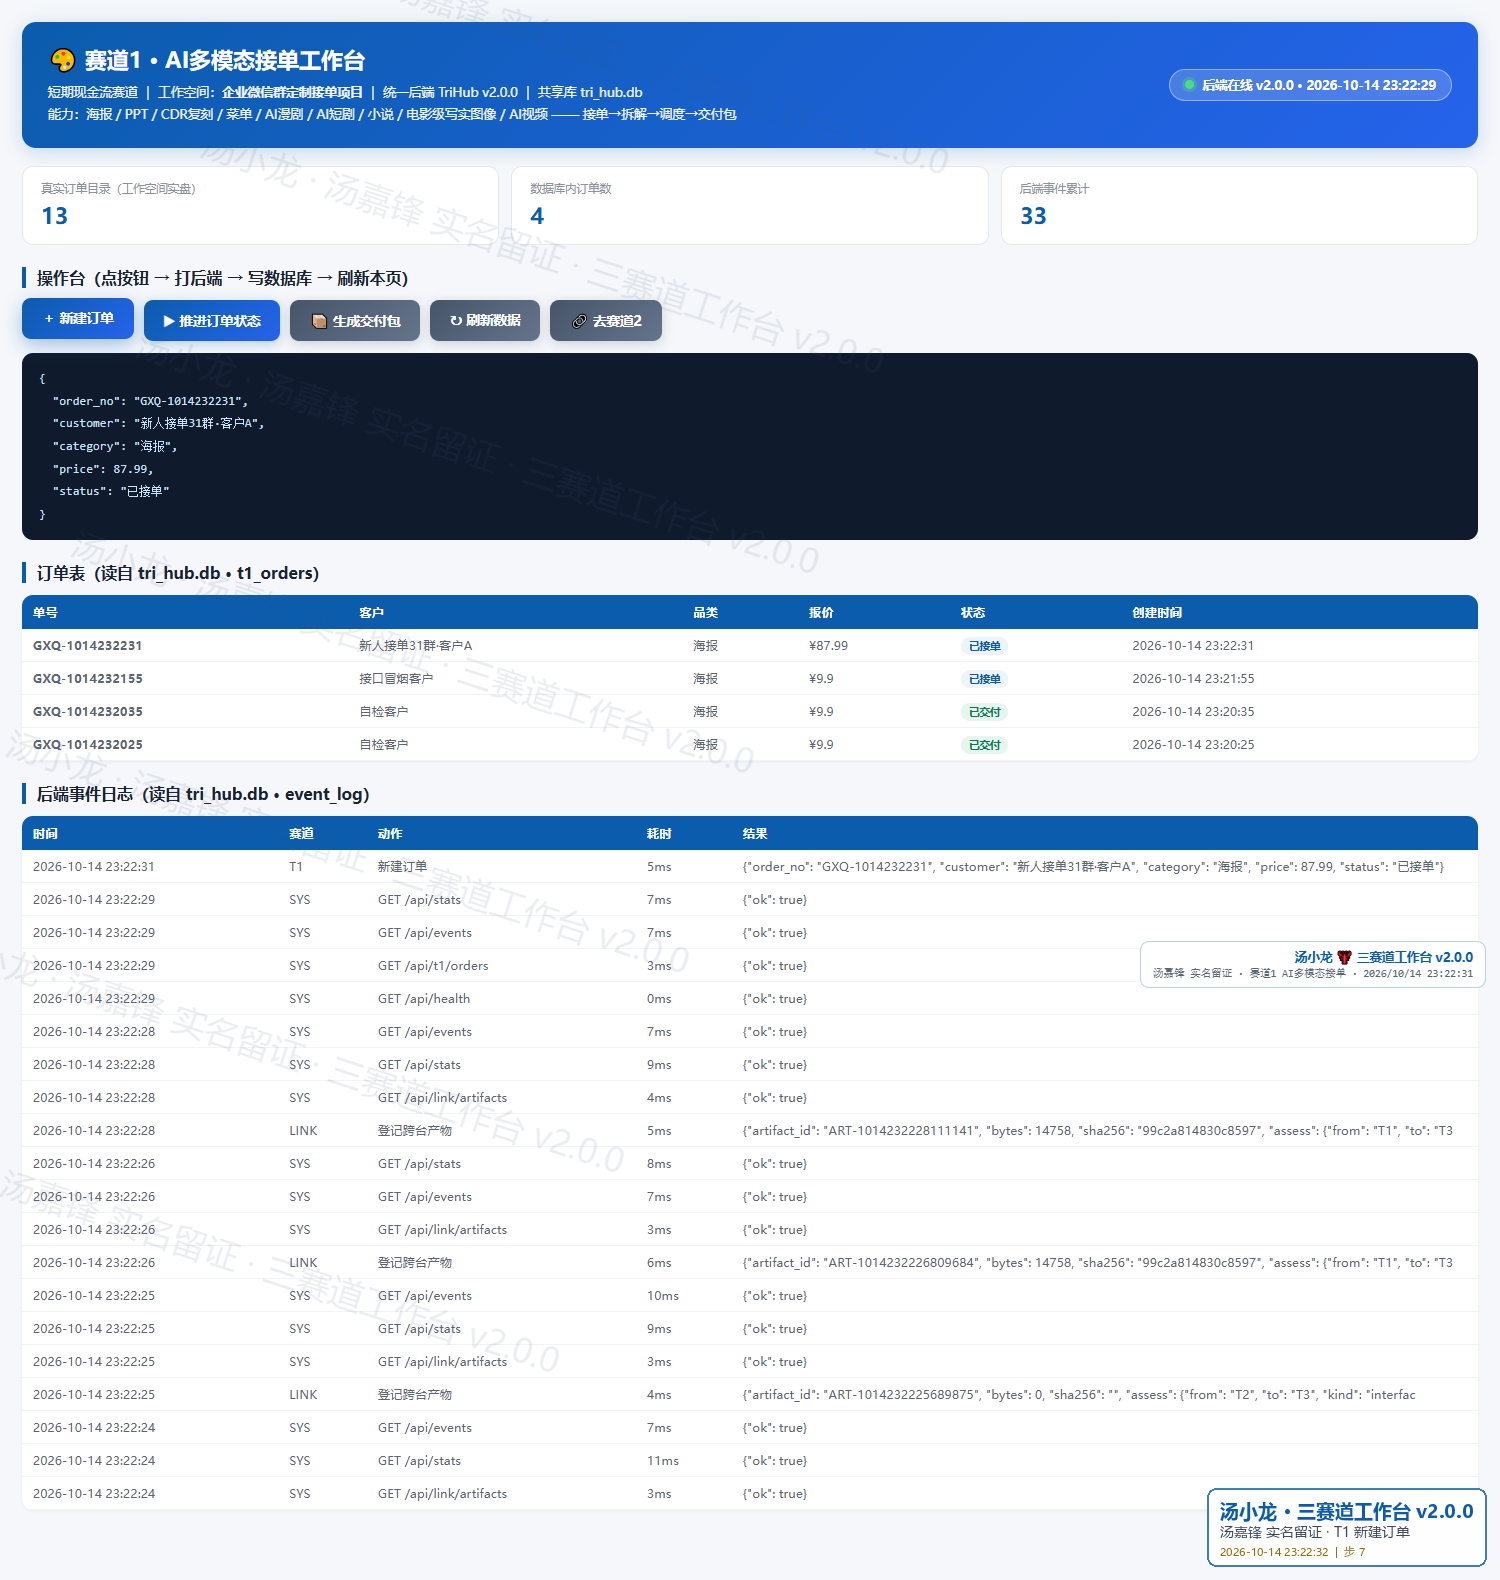 赛道1 • AI多模态接单工作台
短期现金流赛道 | 工作空间：企业微信群定制接单项目 | 统一后端 TriHub v2.0.0 | 共享库 tri_hub.db
能力：海报 / PPT / CDR复刻 / 菜单 / AI漫剧 / AI短剧 / 小说 / 电影级写实图像 / AI视频 —— 接单→拆解→调度→交付包
后端在线 v2.0.0 • 2026-10-14 23:22:29
真实订单目录（工作空间实盘）
13
数据库内订单数
4
后端事件累计
33
操作台（点按钮 → 打后端 → 写数据库 → 刷新本页）
+ 新建订单
▶ 推进订单状态
生成交付包
↻ 刷新数据
去赛道2
{
"order_no": "GXQ-1014232231",
"customer": "新人接单31群·客户A",
"category": "海报",
"price": 87.99,
"status": "已接单"
}
订单表（读自 tri_hub.db • t1_orders）
单号 客户 品类 报价 状态 创建时间
GXQ-1014232231 新人接单31群·客户A 海报 ¥87.99 已接单 2026-10-14 23:22:31
GXQ-1014232155 接口冒烟客户 海报 ¥9.9 已接单 2026-10-14 23:21:55
GXQ-1014232035 自检客户 海报 ¥9.9 已交付 2026-10-14 23:20:35
GXQ-1014232025 自检客户 海报 ¥9.9 已交付 2026-10-14 23:20:25
后端事件日志（读自 tri_hub.db • event_log）
时间 赛道 动作 耗时 结果
2026-10-14 23:22:31 T1 新建订单 5ms {"order_no": "GXQ-1014232231", "customer": "新人接单31群·客户A", "category": "海报", "price": 87.99, "status": "已接单"}
2026-10-14 23:22:29 SYS GET /api/stats 7ms {"ok": true}
2026-10-14 23:22:29 SYS GET /api/events 7ms {"ok": true}
2026-10-14 23:22:29 SYS GET /api/t1/orders 3ms {"ok": true}
2026-10-14 23:22:29 SYS GET /api/health 0ms {"ok": true}
2026-10-14 23:22:28 SYS GET /api/events 7ms {"ok": true}
2026-10-14 23:22:28 SYS GET /api/stats 9ms {"ok": true}
2026-10-14 23:22:28 SYS GET /api/link/artifacts 4ms {"ok": true}
2026-10-14 23:22:28 LINK 登记跨台产物 5ms {"artifact_id": "ART-1014232228111141", "bytes": 14758, "sha256": "99c2a814830c8597", "assess": {"from": "T1", "to": "T3
2026-10-14 23:22:26 SYS GET /api/stats 8ms {"ok": true}
2026-10-14 23:22:26 SYS GET /api/events 7ms {"ok": true}
2026-10-14 23:22:26 SYS GET /api/link/artifacts 3ms {"ok": true}
2026-10-14 23:22:26 LINK 登记跨台产物 6ms {"artifact_id": "ART-1014232226809684", "bytes": 14758, "sha256": "99c2a814830c8597", "assess": {"from": "T1", "to": "T3
2026-10-14 23:22:25 SYS GET /api/events 10ms {"ok": true}
2026-10-14 23:22:25 SYS GET /api/stats 9ms {"ok": true}
2026-10-14 23:22:25 SYS GET /api/link/artifacts 3ms {"ok": true}
2026-10-14 23:22:25 LINK 登记跨台产物 4ms {"artifact_id": "ART-1014232225689875", "bytes": 0, "sha256": "", "assess": {"from": "T2", "to": "T3", "kind": "interfac
2026-10-14 23:22:24 SYS GET /api/events 7ms {"ok": true}
2026-10-14 23:22:24 SYS GET /api/stats 11ms {"ok": true}
2026-10-14 23:22:24 SYS GET /api/link/artifacts 3ms {"ok": true}
汤小龙 三赛道工作台 v2.0.0
汤嘉锋 实名留证 · 赛道1 AI多模态接单 · 2026/10/14 23:22:31
汤小龙 · 三赛道工作台 v2.0.0
汤嘉锋 实名留证 · T1 新建订单
2026-10-14 23:22:32 | 步 7
汤小龙 · 汤嘉锋 实名留证 · 三赛道工作台 v2.0.0